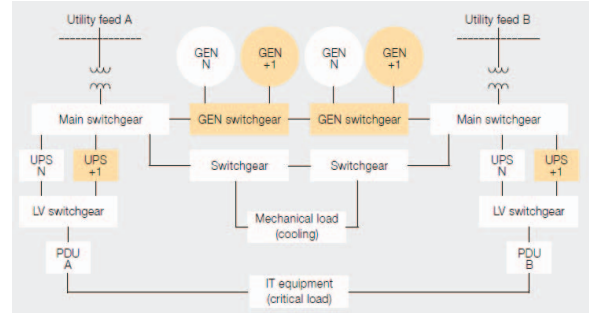 Utility feed A
Utility feed B
GEN
N
GEN
+1
GEN
N
GEN
+1
Main switchgear
GEN switchgear
GEN switchgear
Main switchgear
UPS
N
UPS
+1
Switchgear
Switchgear
UPS
N
UPS
+1
LV switchgear
Mechanical load
(cooling)
LV switchgear
PDU
A
PDU
B
IT equipment
(critical load)